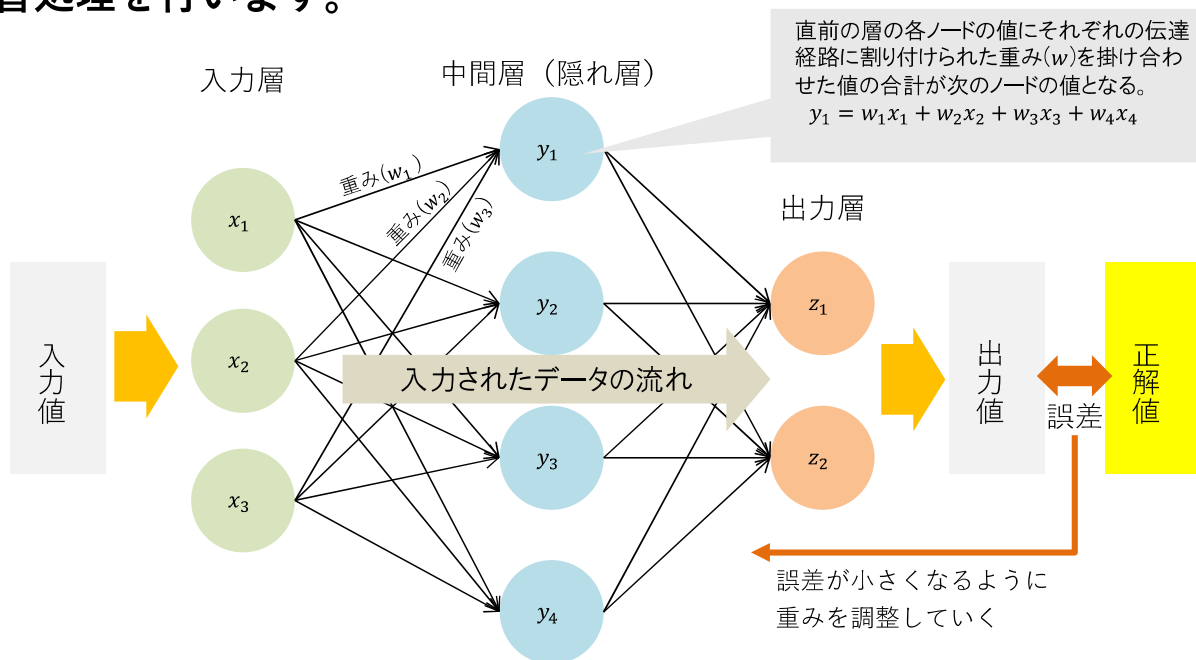 習処理を行います。
直前の層の各ノードの値にそれぞれの伝達
経路に割り付けられた重み(w)を掛け合わ
せた値の合計が次のノードの値となる。
y₁ = w₁x₁ + w₂x₂ + w₃x₃ + w₄x₄
入力層
中間層（隠れ層）
出力層
重み(w₁)
重み(w₂)
重み(w₃)
x₁
x₂
x₃
y₁
y₂
y₃
y₄
z₁
z₂
入力値
入力されたデータの流れ
出力値
誤差
正解値
誤差が小さくなるように
重みを調整していく